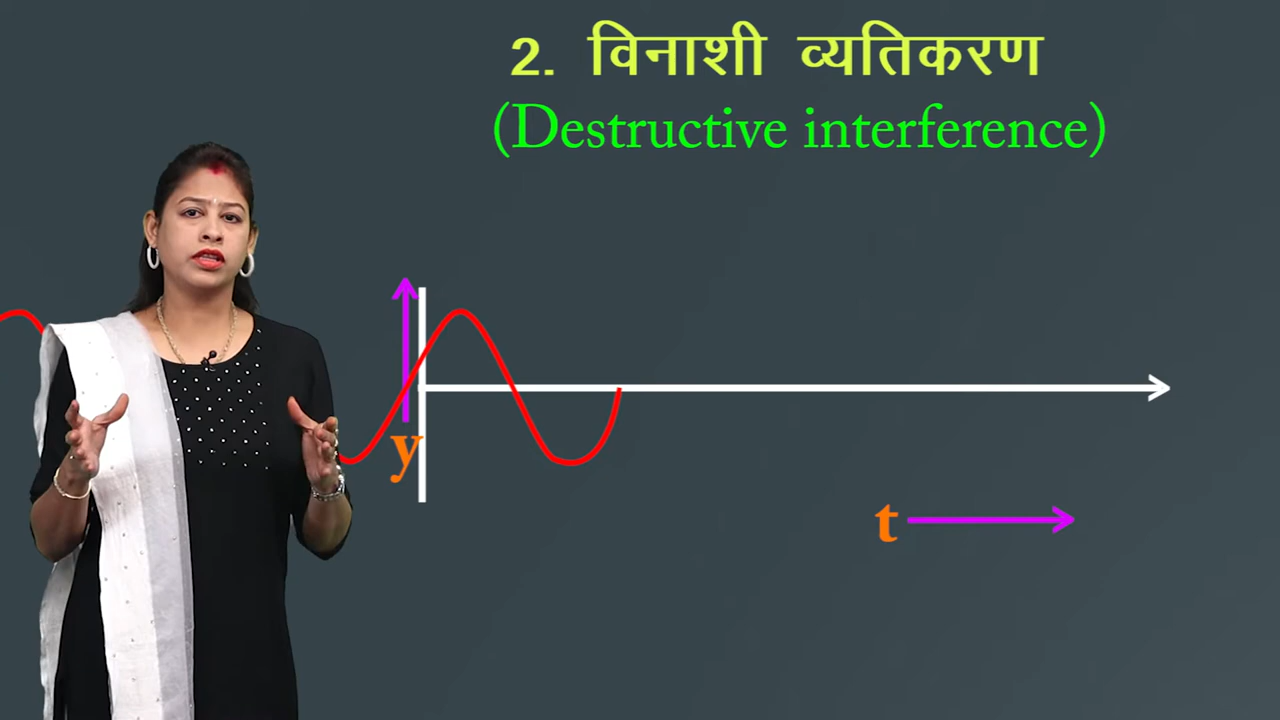 2. विनाशी व्यतिकरण
(Destructive interference)
y
t